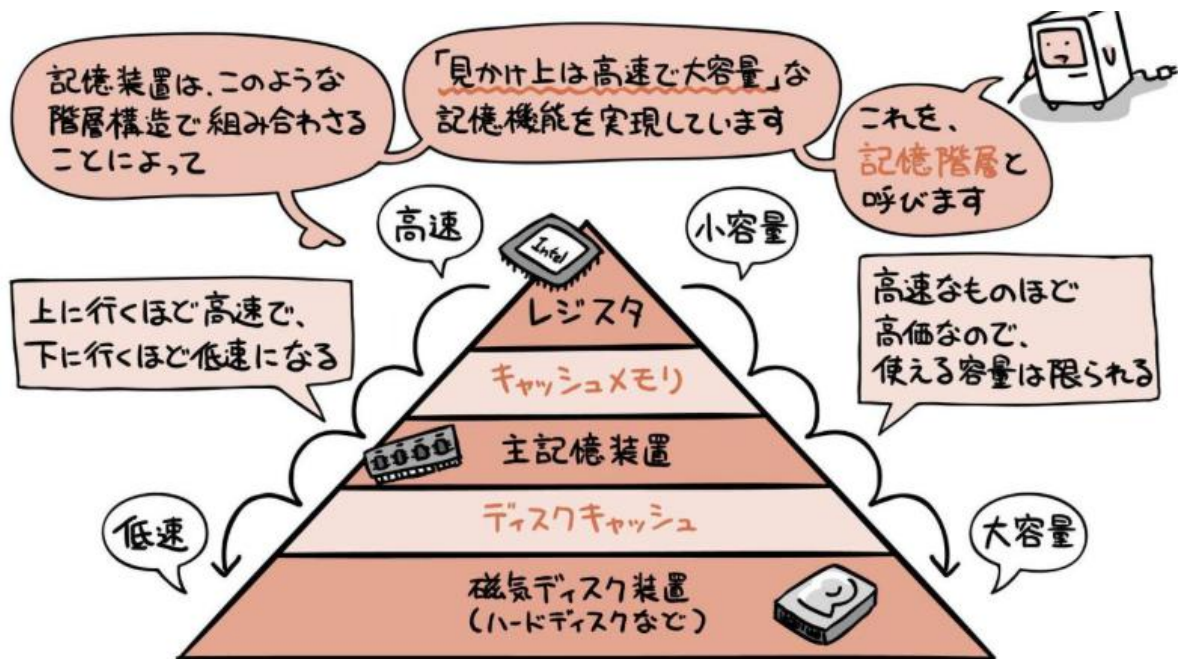 記憶装置は、このような
階層構造で組み合わさる
ことによって
「見かけ上は高速で大容量」な
記憶機能を実現しています
これを、
記憶階層と
呼びます
高速
小容量
Intel
上に行くほど高速で、
下に行くほど低速になる
高速なものほど
高価なので、
使える容量は限られる
レジスタ
キャッシュメモリ
主記憶装置
ディスクキャッシュ
低速
大容量
磁気ディスク装置
(ハードディスクなど)